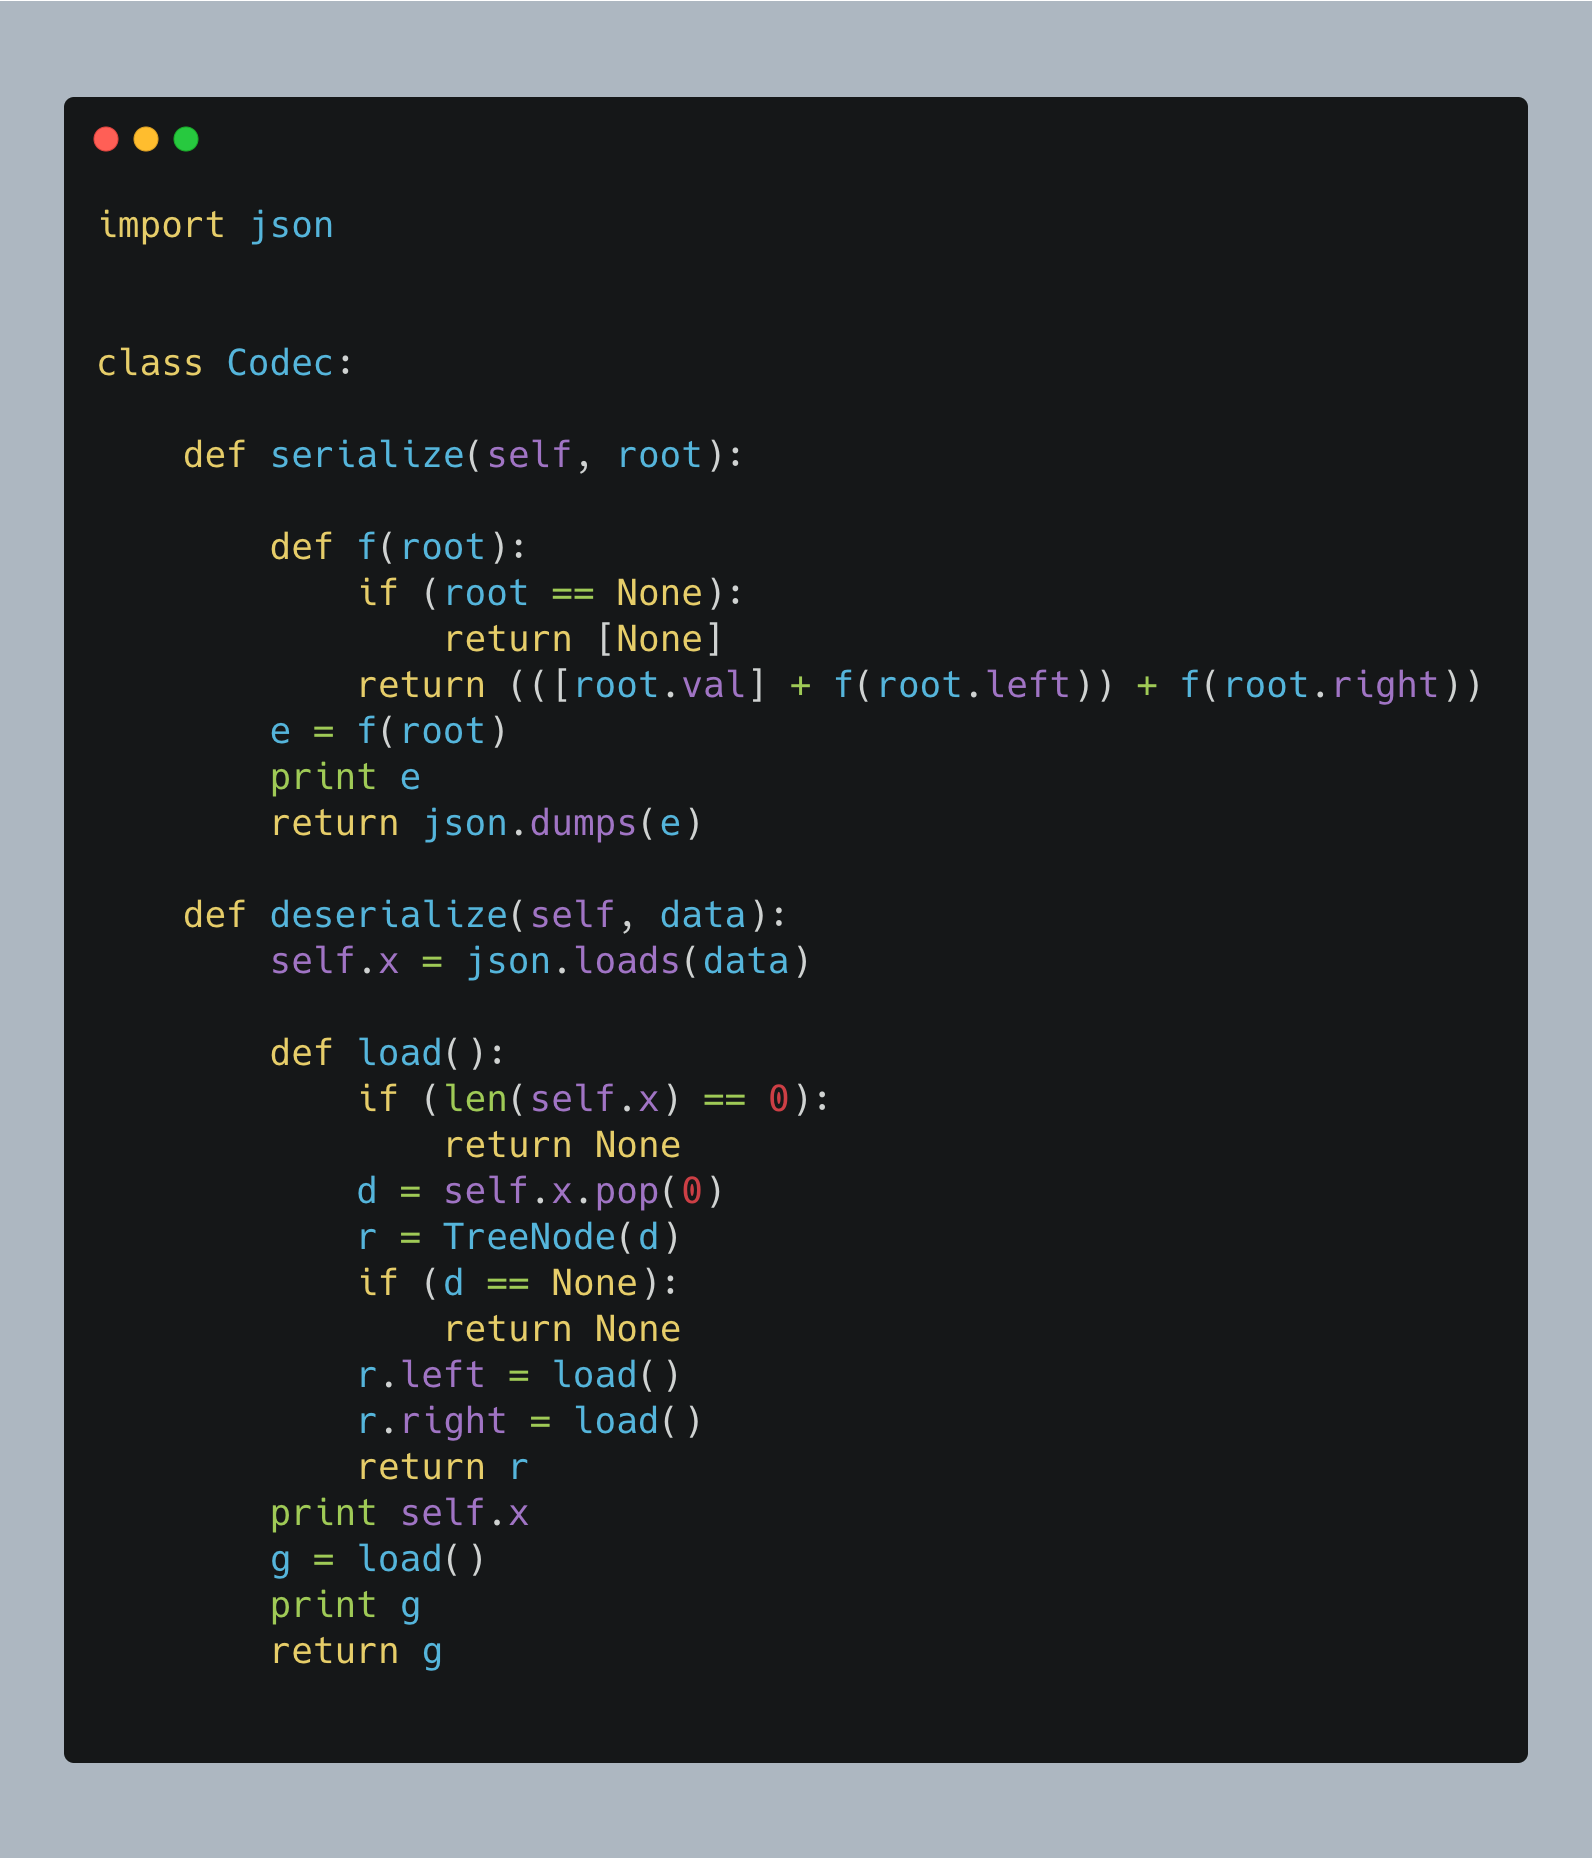 import json
class Codec:
    def serialize(self, root):
        def f(root):
            if (root == None):
                return [None]
            return (([root.val] + f(root.left)) + f(root.right))
        e = f(root)
        print e
        return json.dumps(e)
    def deserialize(self, data):
        self.x = json.loads(data)
        def load():
            if (len(self.x) == 0):
                return None
            d = self.x.pop(0)
            r = TreeNode(d)
            if (d == None):
                return None
            r.left = load()
            r.right = load()
            return r
        print self.x
        g = load()
        print g
        return g